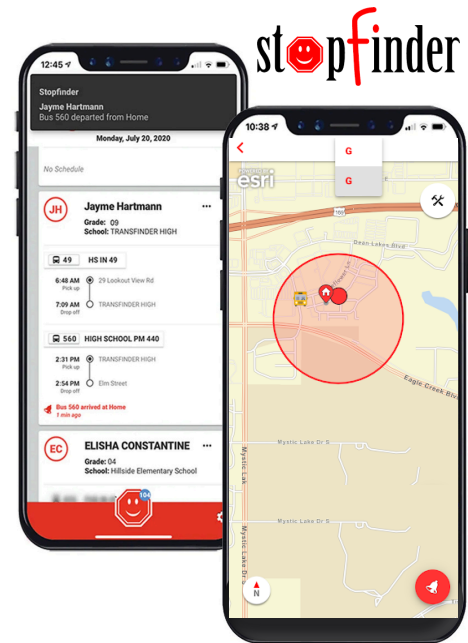 stopfinder
12:45
Stopfinder
Jayme Hartmann
Bus 560 departed from Home
Monday, July 20, 2020
No Schedule
JH
Jayme Hartmann
Grade: 09
School: TRANSFINDER HIGH
49 HS IN 49
6:48 AM 29 Lookout View Rd
Pick up
7:09 AM TRANSFINDER HIGH
Drop off
560 HIGH SCHOOL PM 440
2:31 PM TRANSFINDER HIGH
Pick up
2:54 PM Elm Street
Drop off
Bus 560 arrived at Home
1 min ago
EC
ELISHA CONSTANTINE
Grade: 04
School: Hillside Elementary School
104
10:38
G
G
esri
169
Dean Lakes Blvd
Eagle Creek Blvd
Mystic Lake Dr S
Mystic Lak
Mystic Lake Dr S
Mystic Lake
N